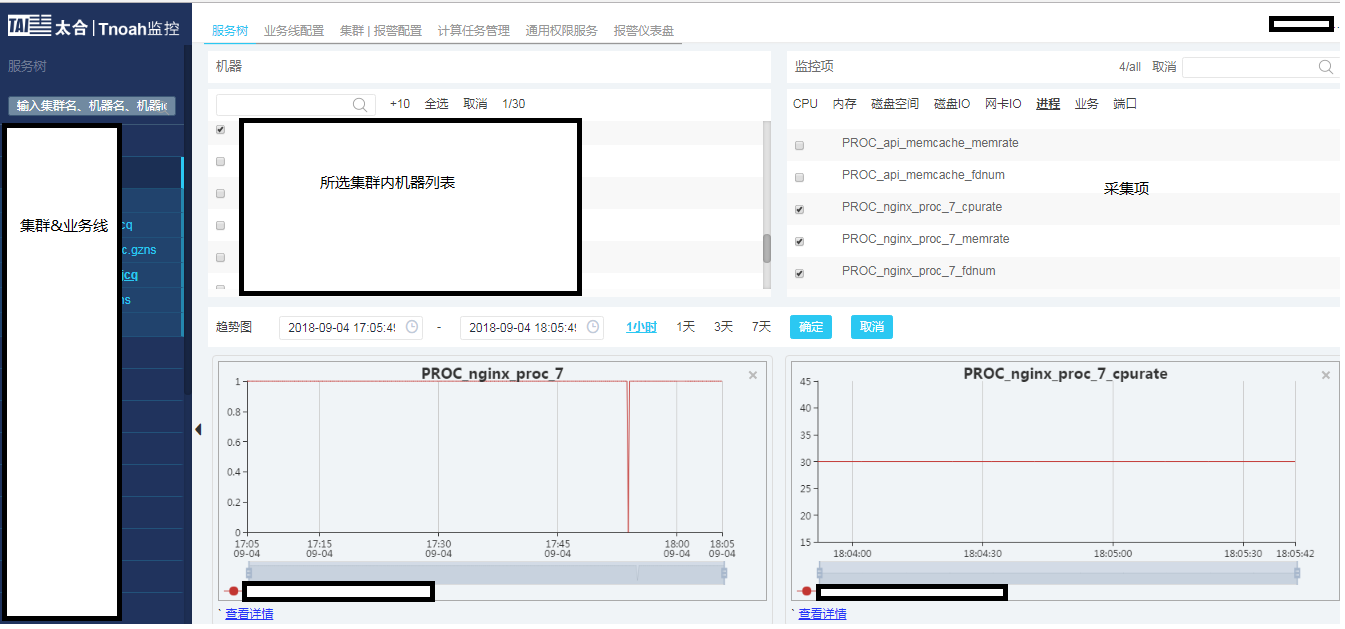 TAI 太合|Tnoah监控
服务树 业务线配置 集群 | 报警配置 计算任务管理 通用权限服务 报警仪表盘
服务树
输入集群名、机器名、机器
集群&业务线
cq
c.gzns
jcq
ns
机器
+10 全选 取消 1/30
所选集群内机器列表
监控项
4/all 取消
CPU 内存 磁盘空间 磁盘IO 网卡IO 进程 业务 端口
PROC_api_memcache_memrate
PROC_api_memcache_fdnum
采集项
PROC_nginx_proc_7_cpurate
PROC_nginx_proc_7_memrate
PROC_nginx_proc_7_fdnum
趋势图 2018-09-04 17:05:4 - 2018-09-04 18:05:4 1小时 1天 3天 7天 确定 取消
PROC_nginx_proc_7 ×
1
0.8
0.6
0.4
0.2
0
17:05 17:15 17:30 17:45 18:00 18:05
09-04 09-04 09-04 09-04 09-04 09-04
查看详情
PROC_nginx_proc_7_cpurate ×
45
40
35
30
25
20
15
18:04:00 18:04:30 18:05:00 18:05:30 18:05:42
查看详情